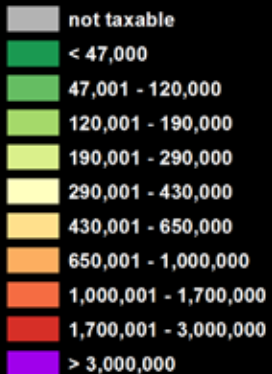 not taxable
< 47,000
47,001 - 120,000
120,001 - 190,000
190,001 - 290,000
290,001 - 430,000
430,001 - 650,000
650,001 - 1,000,000
1,000,001 - 1,700,000
1,700,001 - 3,000,000
> 3,000,000